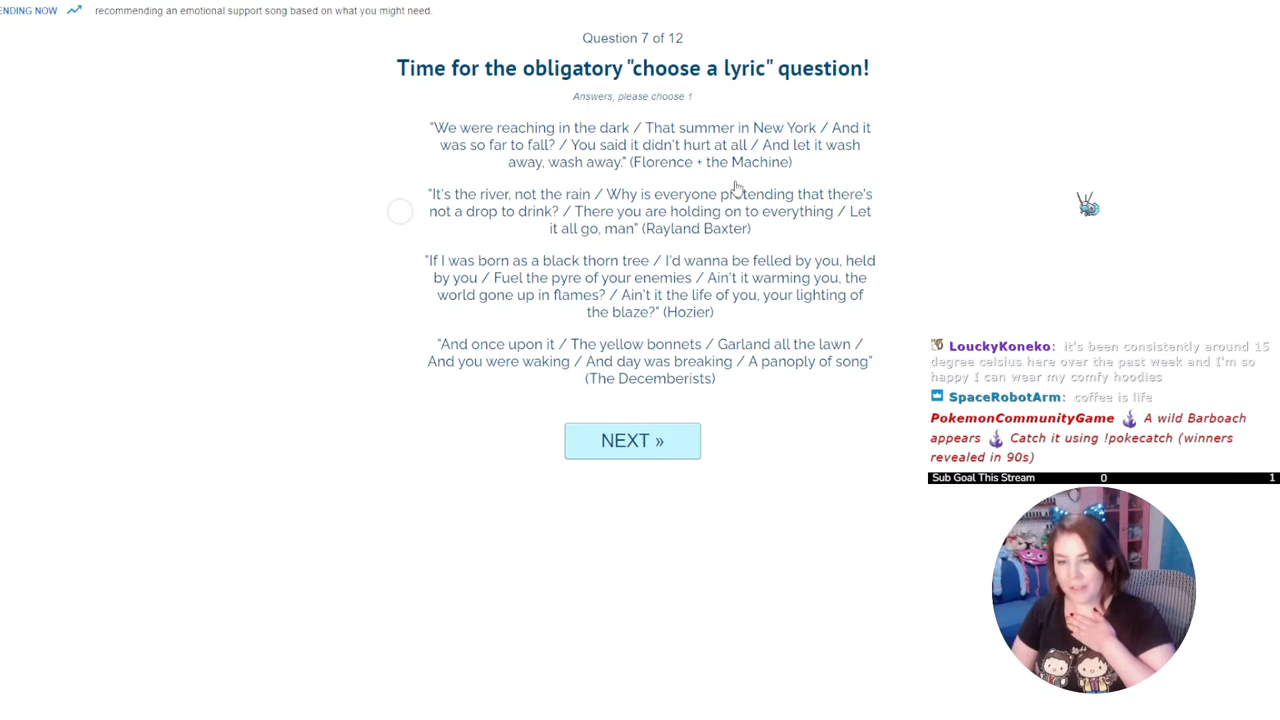 ENDING NOW recommending an emotional support song based on what you might need.
Question 7 of 12
Time for the obligatory "choose a lyric" question!
Answers, please choose 1
"We were reaching in the dark / That summer in New York / And it
was so far to fall? / You said it didn't hurt at all / And let it wash
away, wash away." (Florence + the Machine)
"It's the river, not the rain / Why is everyone pretending that there's
not a drop to drink? / There you are holding on to everything / Let
it all go, man" (Rayland Baxter)
"If I was born as a black thorn tree / I'd wanna be felled by you, held
by you / Fuel the pyre of your enemies / Ain't it warming you, the
world gone up in flames? / Ain't it the life of you, your lighting of
the blaze?" (Hozier)
"And once upon it / The yellow bonnets / Garland all the lawn /
And you were waking / And day was breaking / A panoply of song"
(The Decemberists)
NEXT »
LouckyKoneko: it's been consistently around 15
degree celsius here over the past week and I'm so
happy I can wear my comfy hoodies
SpaceRobotArm: coffee is life
PokemonCommunityGame A wild Barboach
appears Catch it using !pokecatch (winners
revealed in 90s)
Sub Goal This Stream 0 1